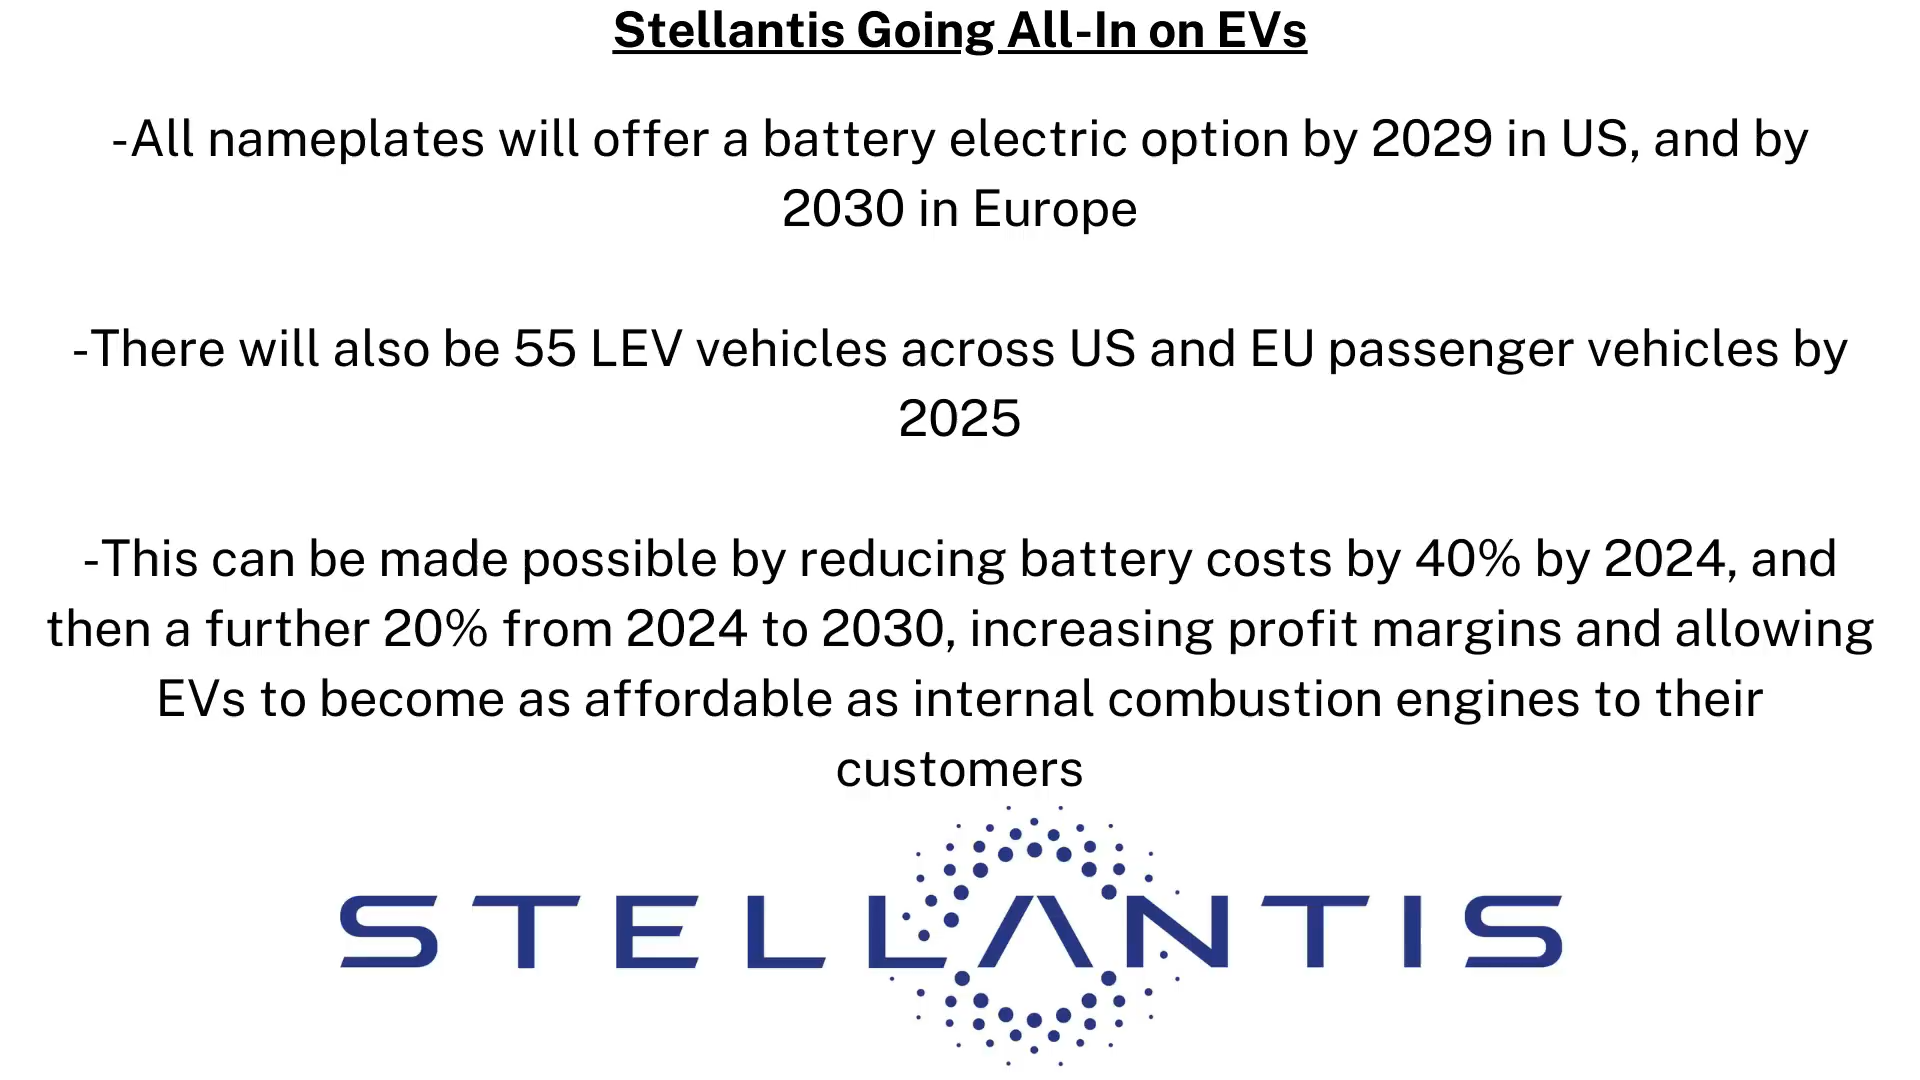 Stellantis Going All-In on EVs
-All nameplates will offer a battery electric option by 2029 in US, and by
2030 in Europe
-There will also be 55 LEV vehicles across US and EU passenger vehicles by
2025
-This can be made possible by reducing battery costs by 40% by 2024, and
then a further 20% from 2024 to 2030, increasing profit margins and allowing
EVs to become as affordable as internal combustion engines to their
customers
STELLANTIS